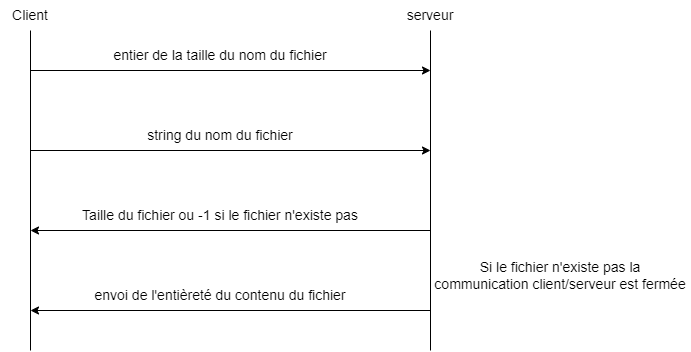 Client
serveur
entier de la taille du nom du fichier
string du nom du fichier
Taille du fichier ou -1 si le fichier n'existe pas
Si le fichier n'existe pas la
communication client/serveur est fermée
envoi de l'entièreté du contenu du fichier